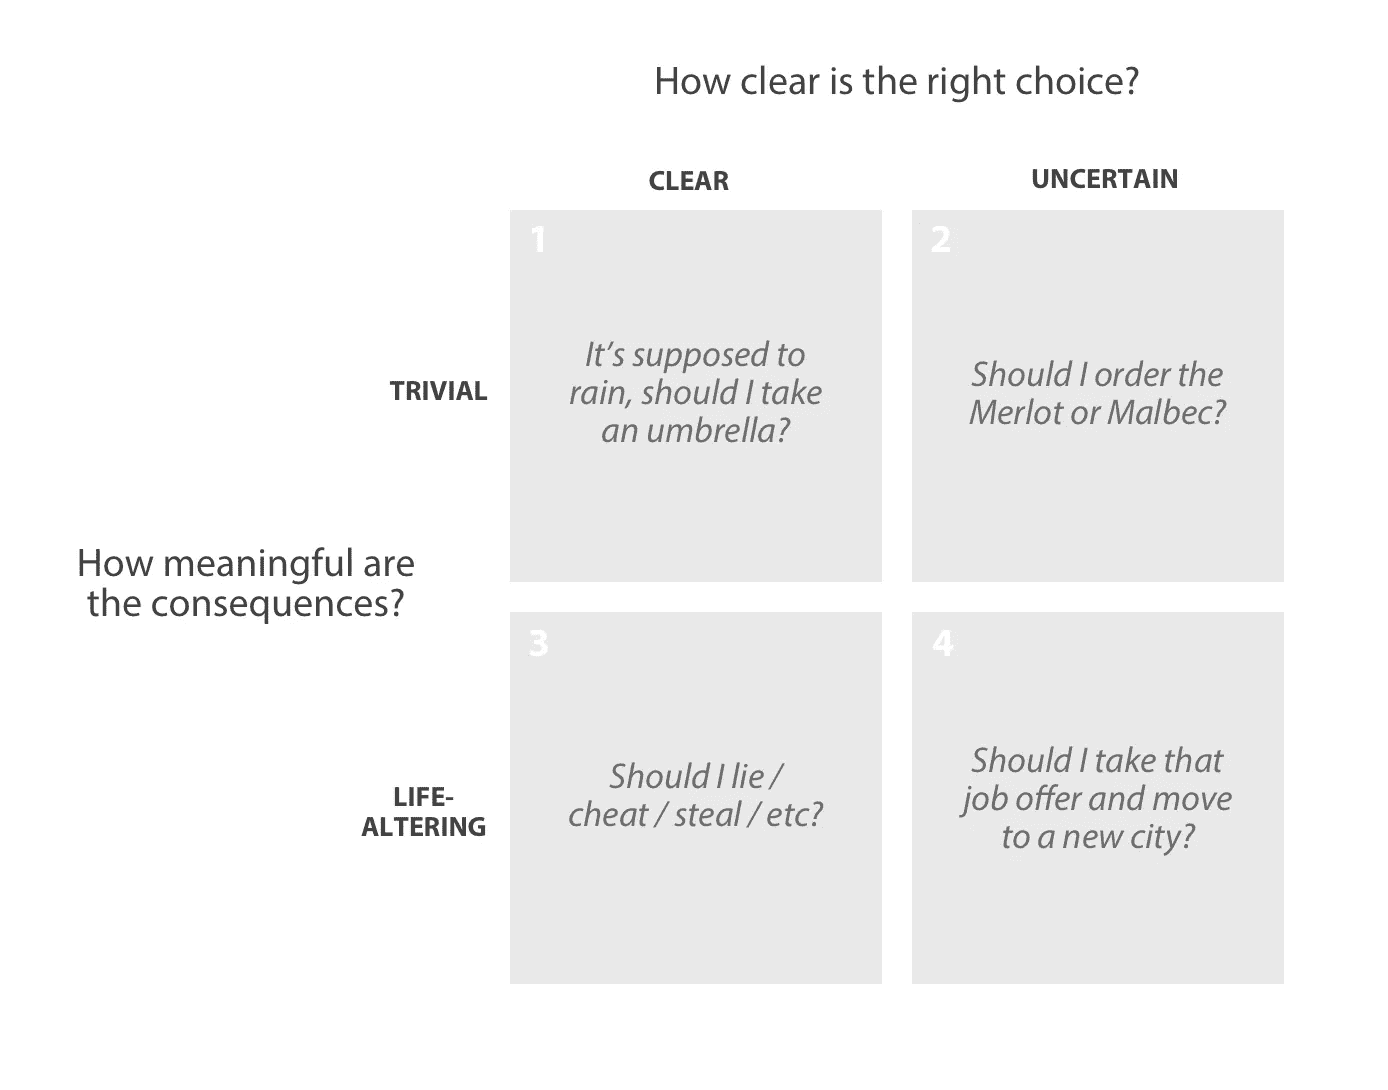 How clear is the right choice?
CLEAR
UNCERTAIN
1
It’s supposed to
rain, should I take
an umbrella?
2
Should I order the
Merlot or Malbec?
TRIVIAL
How meaningful are
the consequences?
3
Should I lie /
cheat / steal / etc?
4
Should I take that
job offer and move
to a new city?
LIFE-
ALTERING